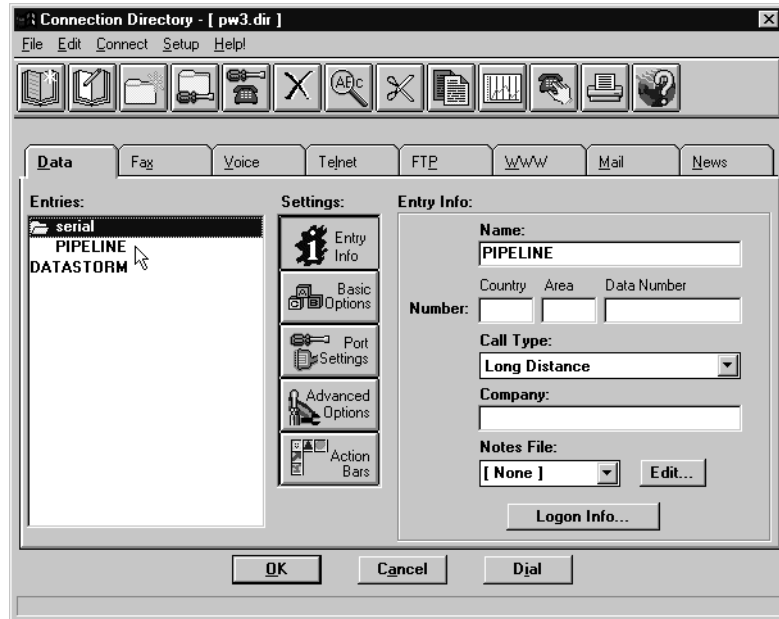 Connection Directory - [ pw3.dir ]
File Edit Connect Setup Help!
ABC
Data Fax Voice Telnet FTP WWW Mail News
Entries:
serial
PIPELINE
DATASTORM
Settings:
Entry
Info
Basic
Options
Port
Settings
Advanced
Options
Action
Bars
Entry Info:
Name:
PIPELINE
Country Area Data Number
Number:
Call Type:
Long Distance
Company:
Notes File:
[ None ] Edit...
Logon Info...
OK Cancel Dial